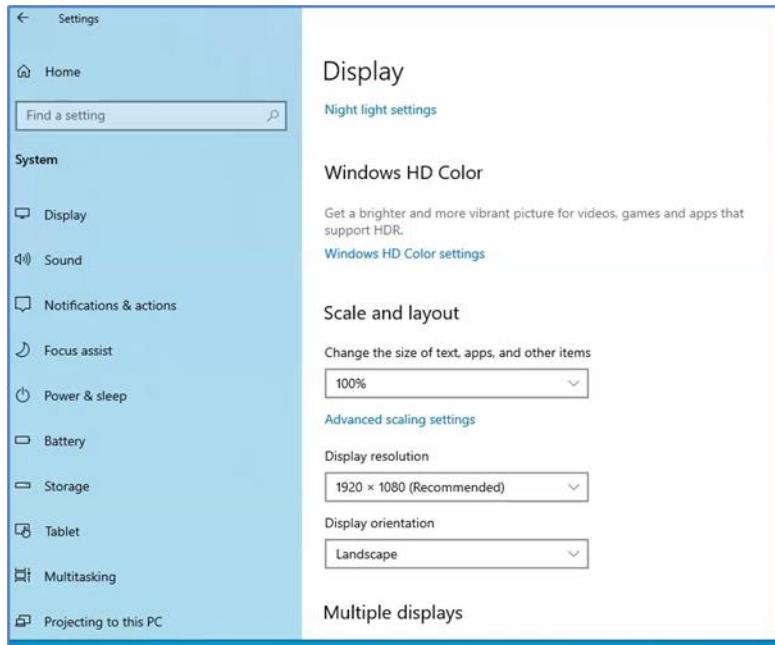 Settings
Home
Find a setting
System
Display
Sound
Notifications & actions
Focus assist
Power & sleep
Battery
Storage
Tablet
Multitasking
Projecting to this PC
Display
Night light settings
Windows HD Color
Get a brighter and more vibrant picture for videos, games and apps that
support HDR.
Windows HD Color settings
Scale and layout
Change the size of text, apps, and other items
100%
Advanced scaling settings
Display resolution
1920 × 1080 (Recommended)
Display orientation
Landscape
Multiple displays